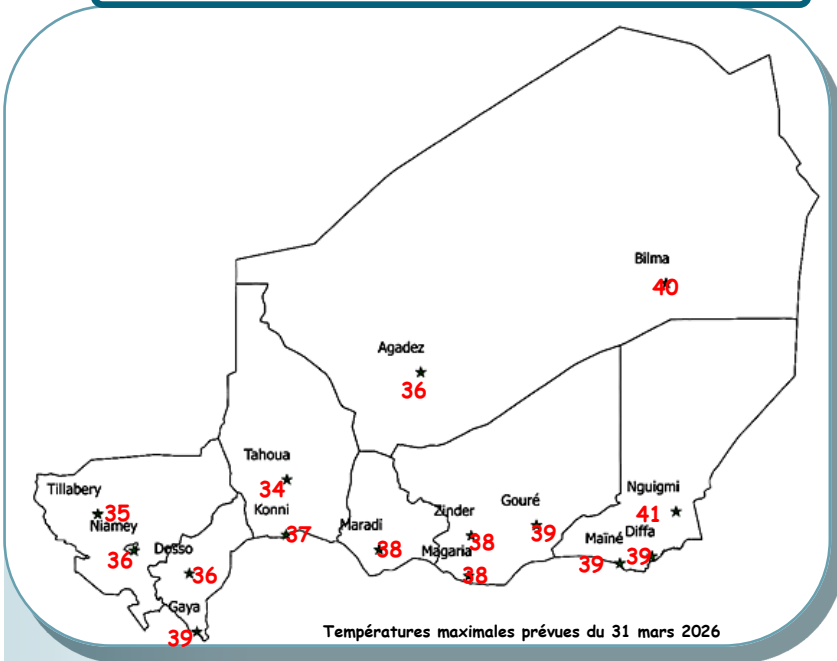 Bilma
40
Agadez
36
Tahoua
34
Konni
37
Tillabery
35
Niamey
36
Dosso
36
Gaya
39
Maradi
38
Zinder
38
Magaria
38
Gouré
39
Nguigmi
41
Maïné
39
Diffa
39
Températures maximales prévues du 31 mars 2026